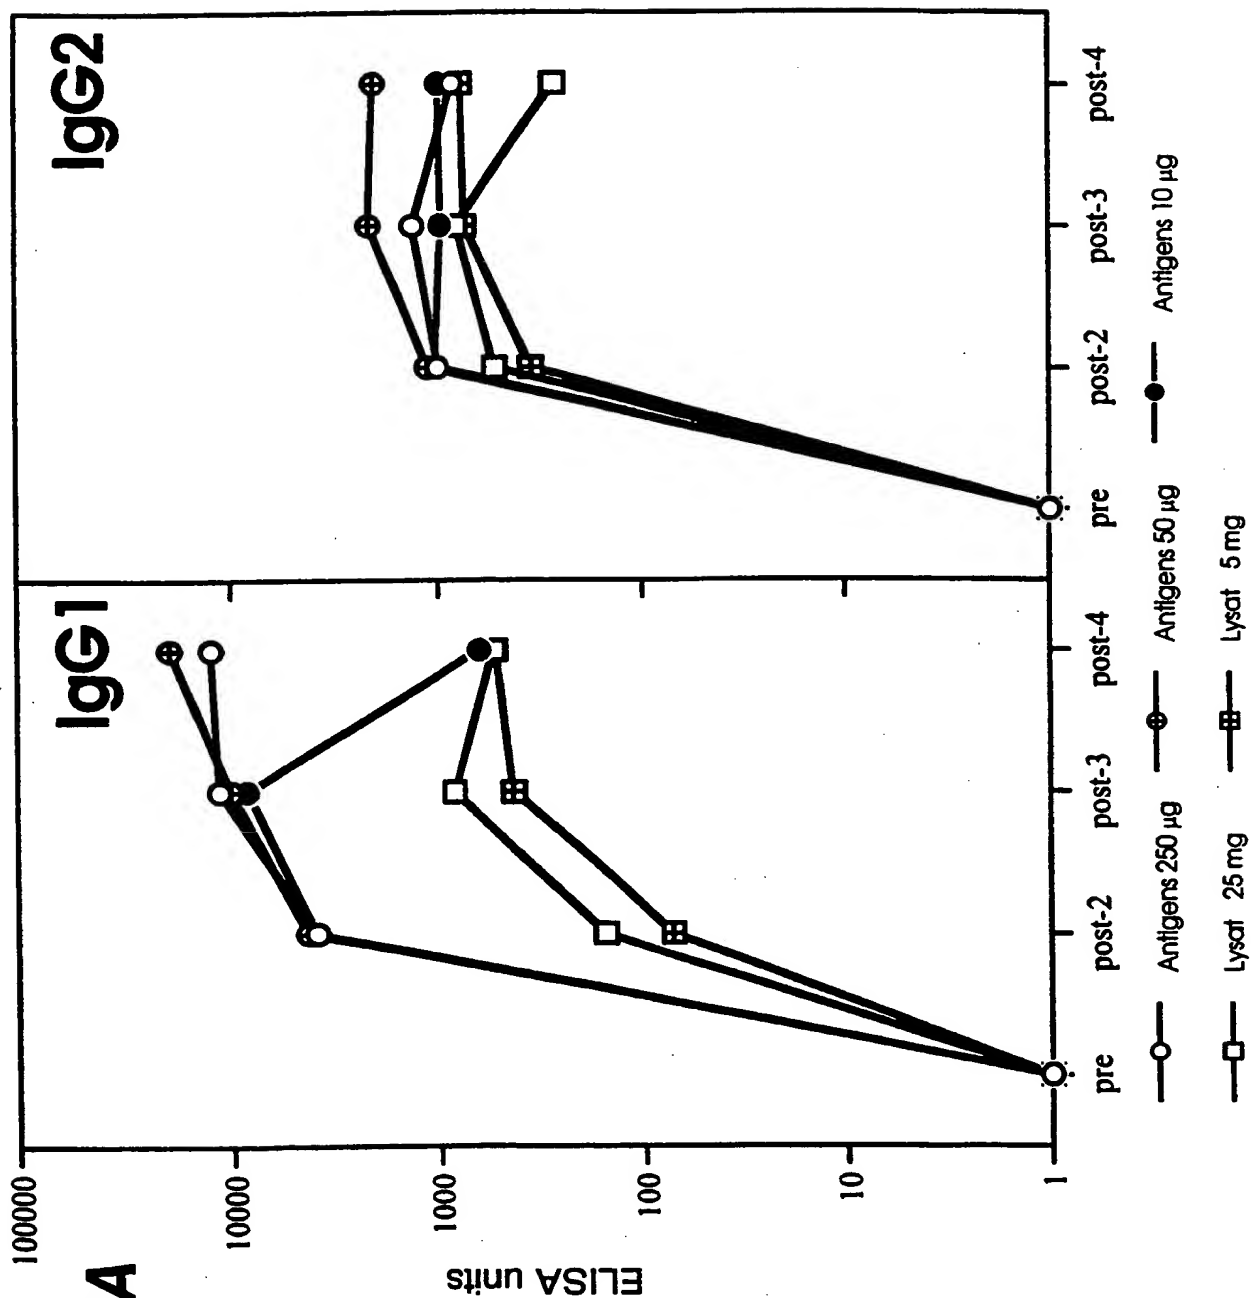 A
IgG1
IgG2
ELISA units
100000
10000
1000
100
10
1
pre post-2 post-3 post-4
pre post-2 post-3 post-4
Antigens 250 µg Antigens 50 µg Antigens 10 µg
Lysat 25 mg Lysat 5 mg